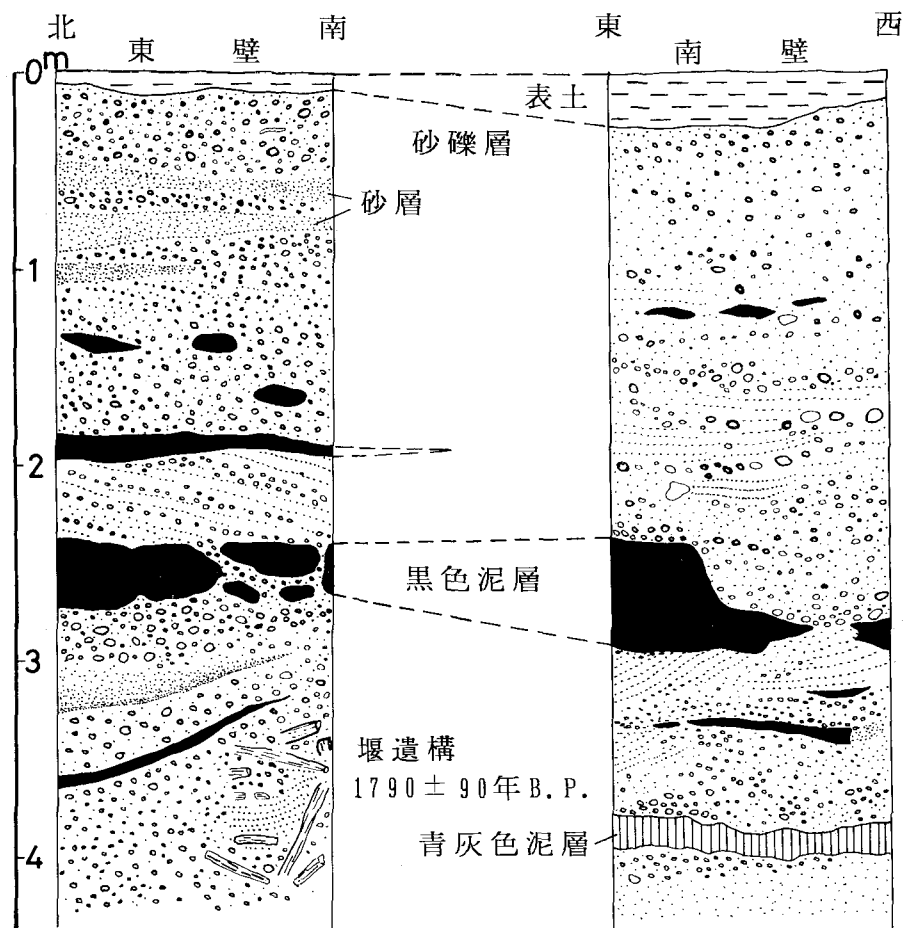 北 東 壁 南
東 南 壁 西
0m
表土
砂礫層
砂層
1
2
黒色泥層
3
堰遺構
1790±90年B.P.
青灰色泥層
4